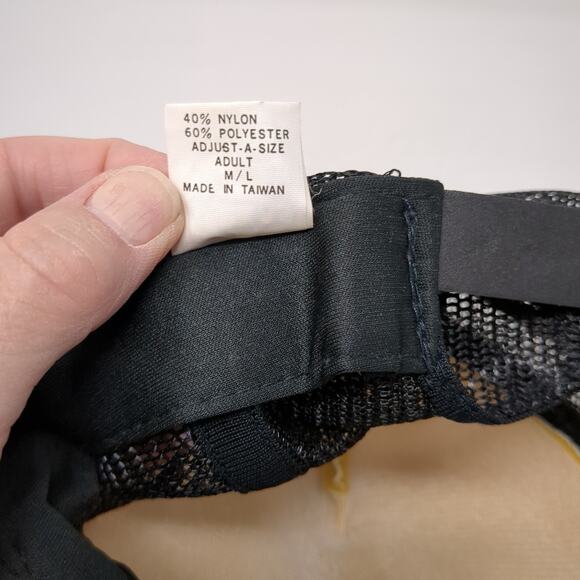 40% NYLON
60% POLYESTER
ADJUST-A-SIZE
ADULT
M/L
MADE IN TAIWAN